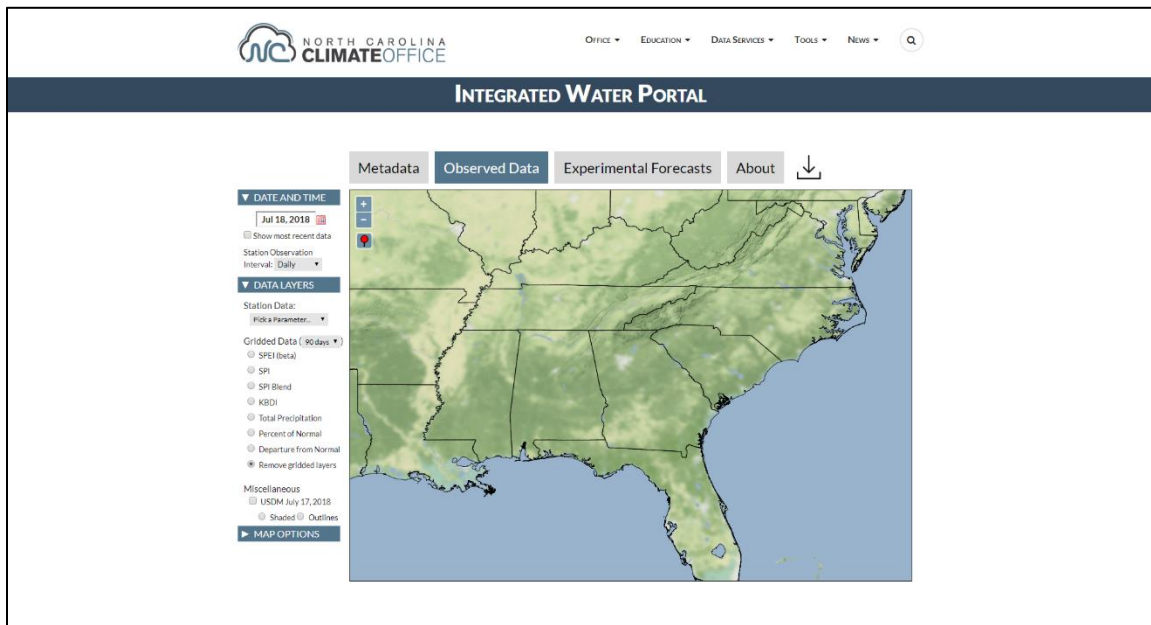 NORTH CAROLINA
CLIMATEOFFICE
OFFICE EDUCATION DATA SERVICES TOOLS NEWS
INTEGRATED WATER PORTAL
Metadata Observed Data Experimental Forecasts About
▼ DATE AND TIME
Jul 18, 2018
Show most recent data
Station Observation
Interval: Daily
▼ DATA LAYERS
Station Data:
Pick a Parameter...
Gridded Data ( 90 days )
SPEI (beta)
SPI
SPI Blend
KBDI
Total Precipitation
Percent of Normal
Departure from Normal
Remove gridded layers
Miscellaneous
USDM July 17, 2018
Shaded Outlines
► MAP OPTIONS
+
−